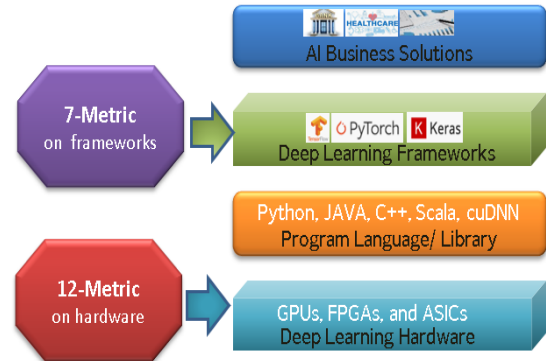 HEALTHCARE
AI Business Solutions
7-Metric
on frameworks
TensorFlow
PyTorch
K Keras
Deep Learning Frameworks
Python, JAVA, C++, Scala, cuDNN
Program Language/ Library
12-Metric
on hardware
GPUs, FPGAs, and ASICs
Deep Learning Hardware